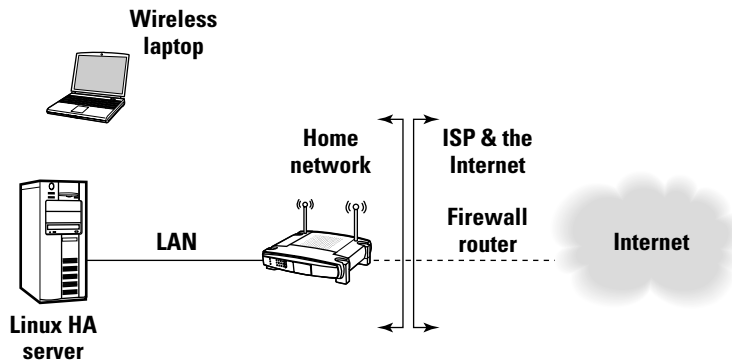 Wireless
laptop
Home
network
ISP & the
Internet
LAN
Firewall
router
Internet
Linux HA
server